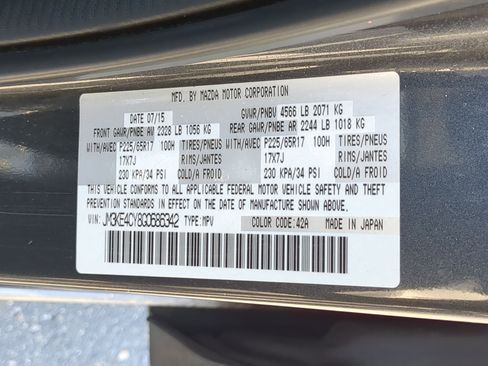 MFD. BY MAZDA MOTOR CORPORATION
DATE 07/15 GVWR/PNBV 4566 LB 2071 KG
FRONT GAWR/PNBE AV 2328 LB 1056 KG REAR GAWR/PNBE AR 2244 LB 1018 KG
WITH/AVEC P225/65R17 100H TIRES/PNEUS WITH/AVEC P225/65R17 100H TIRES/PNEUS
17X7J RIMS/JANTES 17X7J RIMS/JANTES
230 KPA/34 PSI COLD/A FROID 230 KPA/34 PSI COLD/A FROID
THIS VEHICLE CONFORMS TO ALL APPLICABLE FEDERAL MOTOR VEHICLE SAFETY AND THEFT
PREVENTION STANDARDS IN EFFECT ON THE DATE OF MANUFACTURE SHOWN ABOVE.
VIN: JM3KE4CY8G0686342 TYPE: MPV COLOR CODE: 42A MADE IN JAPAN